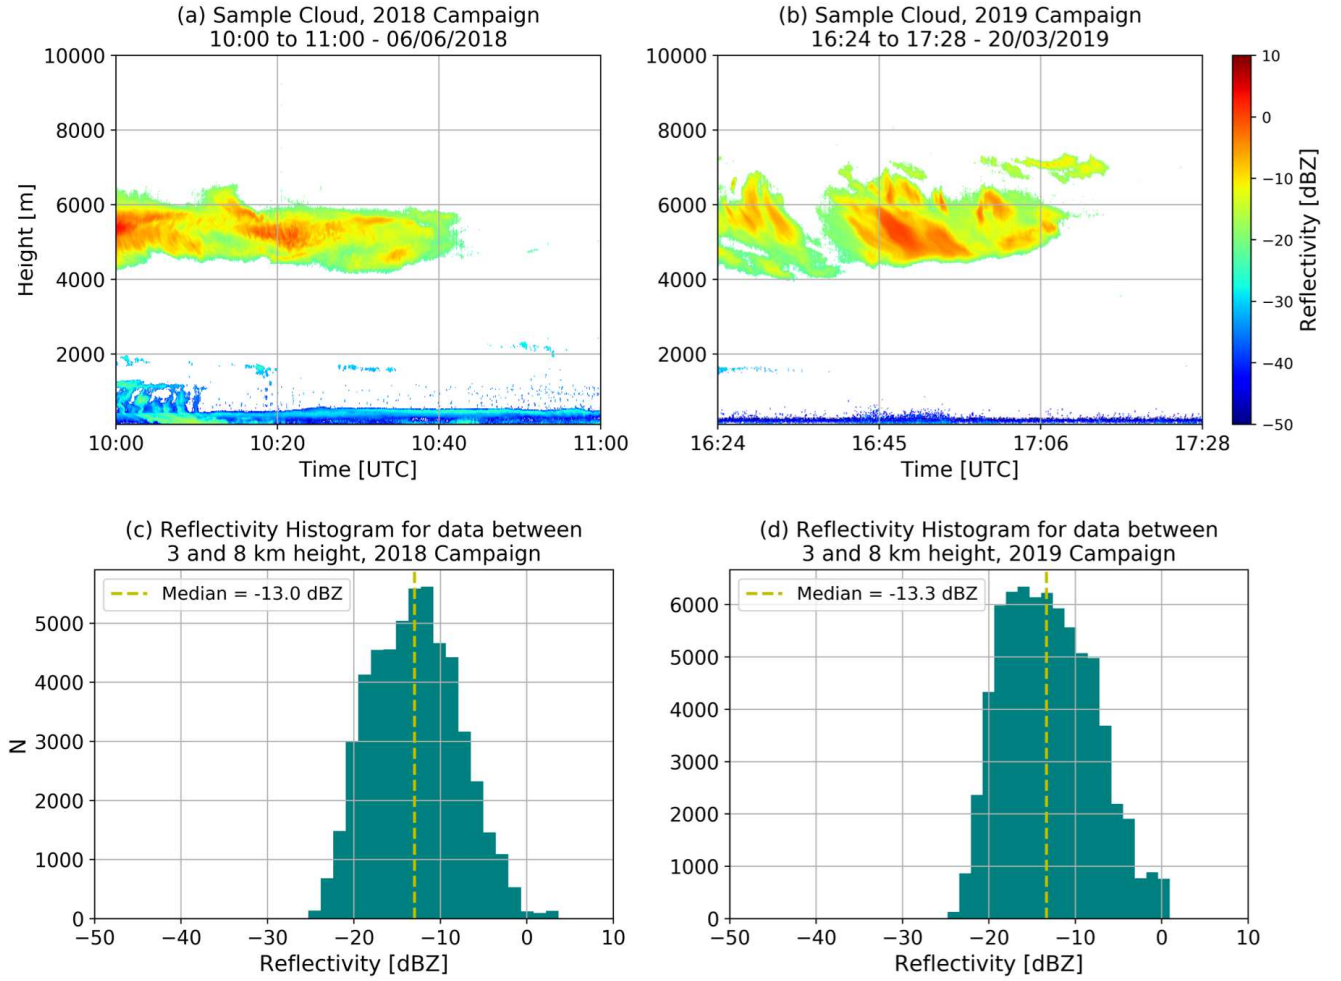 (a) Sample Cloud, 2018 Campaign
10:00 to 11:00 - 06/06/2018
10000
8000
6000
4000
2000
Height [m]
10:00 10:20 10:40 11:00
Time [UTC]
(b) Sample Cloud, 2019 Campaign
16:24 to 17:28 - 20/03/2019
10000
8000
6000
4000
2000
16:24 16:45 17:06 17:28
Time [UTC]
10
0
−10
−20
−30
−40
−50
Reflectivity [dBZ]
(c) Reflectivity Histogram for data between
3 and 8 km height, 2018 Campaign
Median = -13.0 dBZ
5000
4000
3000
2000
1000
0
N
−50 −40 −30 −20 −10 0 10
Reflectivity [dBZ]
(d) Reflectivity Histogram for data between
3 and 8 km height, 2019 Campaign
Median = -13.3 dBZ
6000
5000
4000
3000
2000
1000
0
−50 −40 −30 −20 −10 0 10
Reflectivity [dBZ]